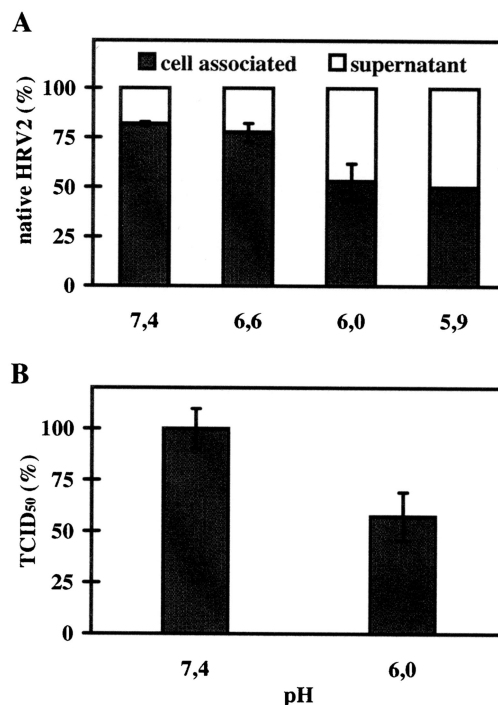 A
cell associated supernatant
native HRV2 (%)
100
75
50
25
0
7,4 6,6 6,0 5,9
B
TCID50 (%)
100
75
50
25
0
7,4 6,0
pH